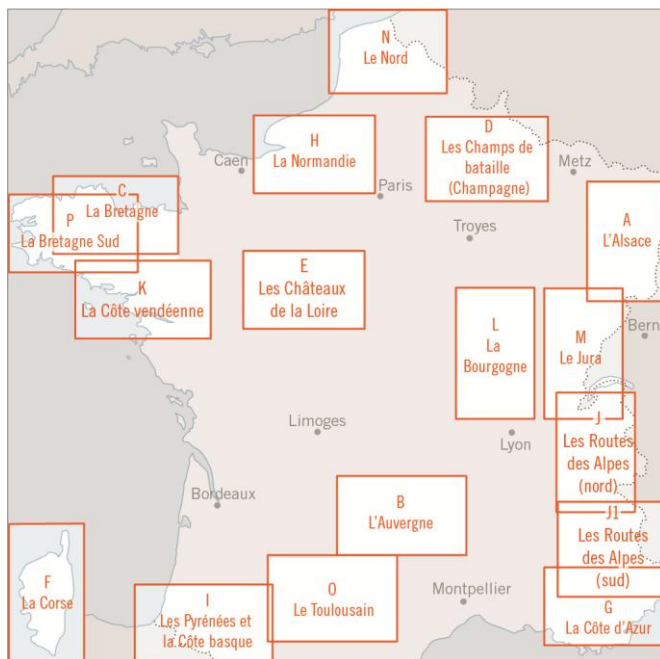 N
Le Nord
H
La Normandie
Caen
Paris
D
Les Champs de
bataille
(Champagne)
Metz
Troyes
C
La Bretagne
P
La Bretagne Sud
A
L'Alsace
K
La Côte vendéenne
E
Les Châteaux
de la Loire
L
La
Bourgogne
M
Le Jura
Bern
Limoges
Lyon
J
Les Routes
des Alpes
(nord)
Bordeaux
B
L'Auvergne
J1
Les Routes
des Alpes
(sud)
F
La Corse
I
Les Pyrénées et
la Côte basque
O
Le Toulousain
Montpellier
G
La Côte d'Azur